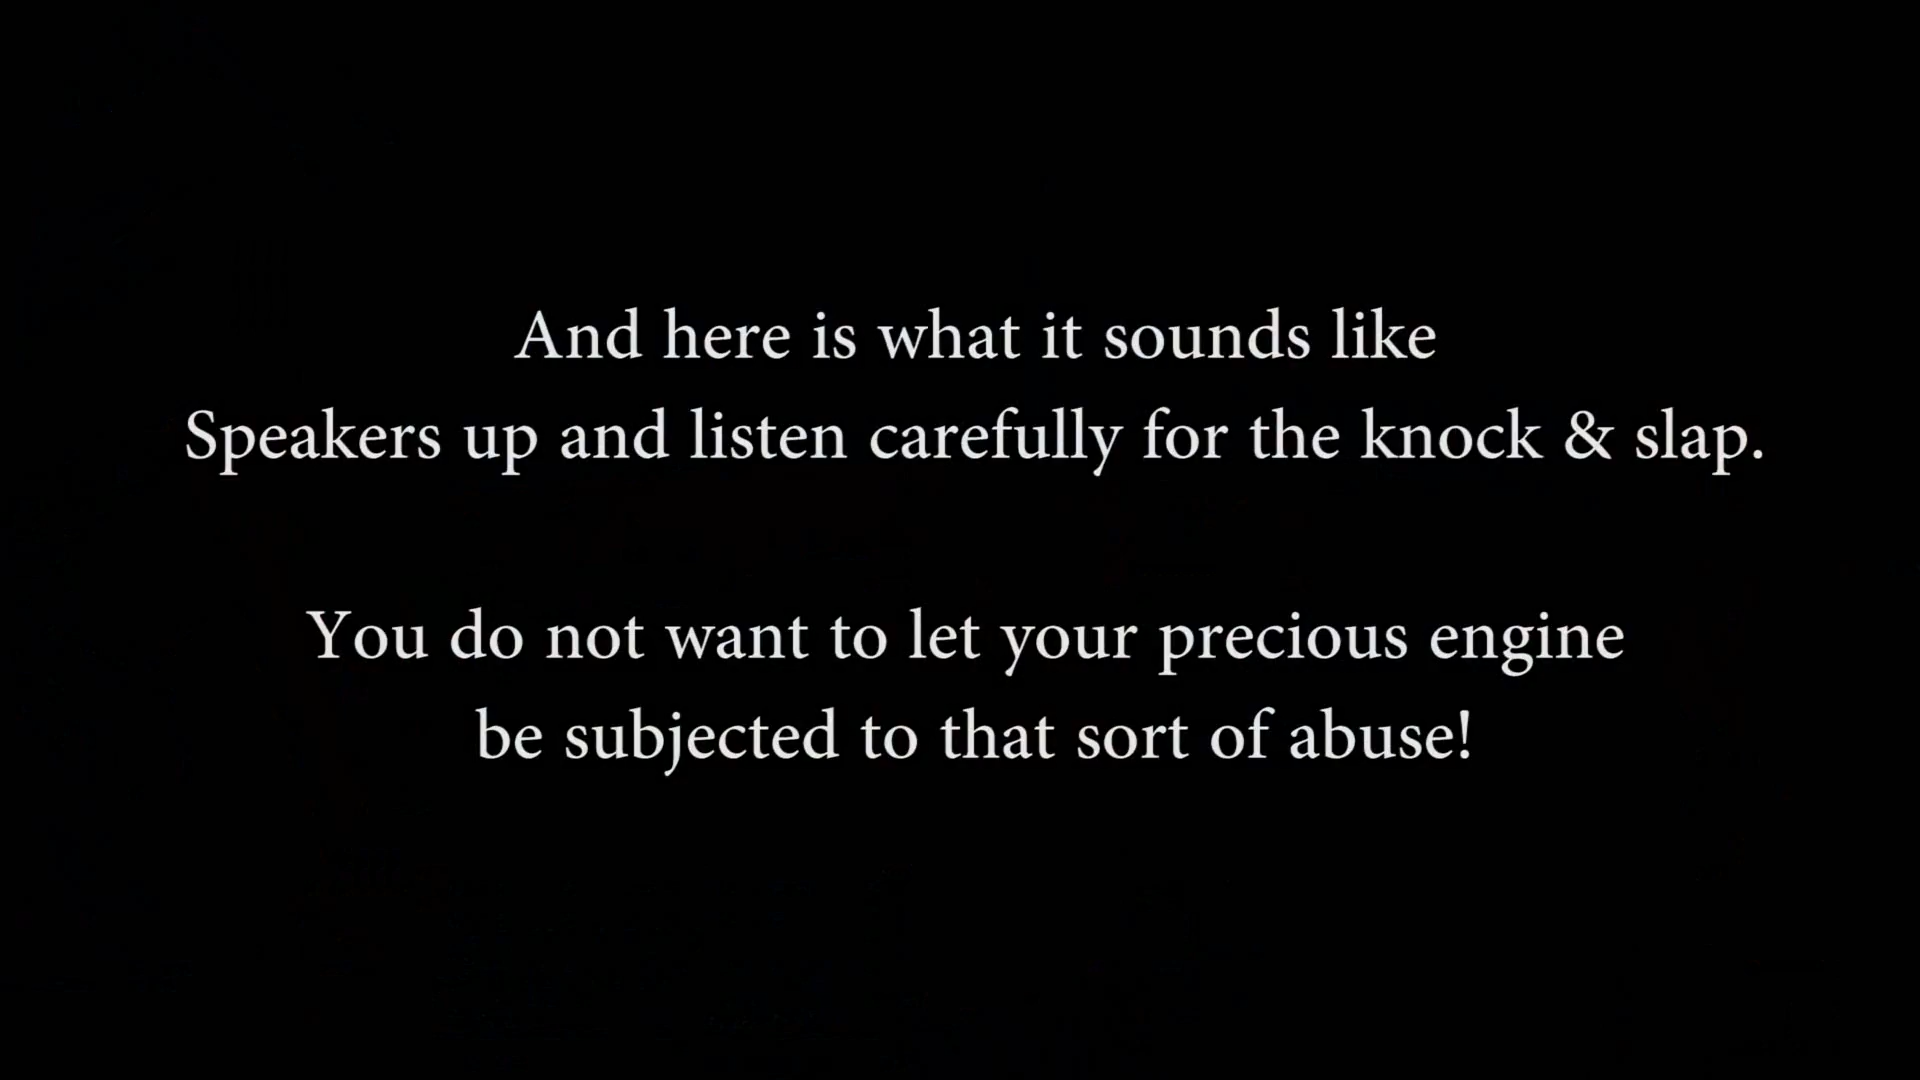 And here is what it sounds like
Speakers up and listen carefully for the knock & slap.
You do not want to let your precious engine
be subjected to that sort of abuse!